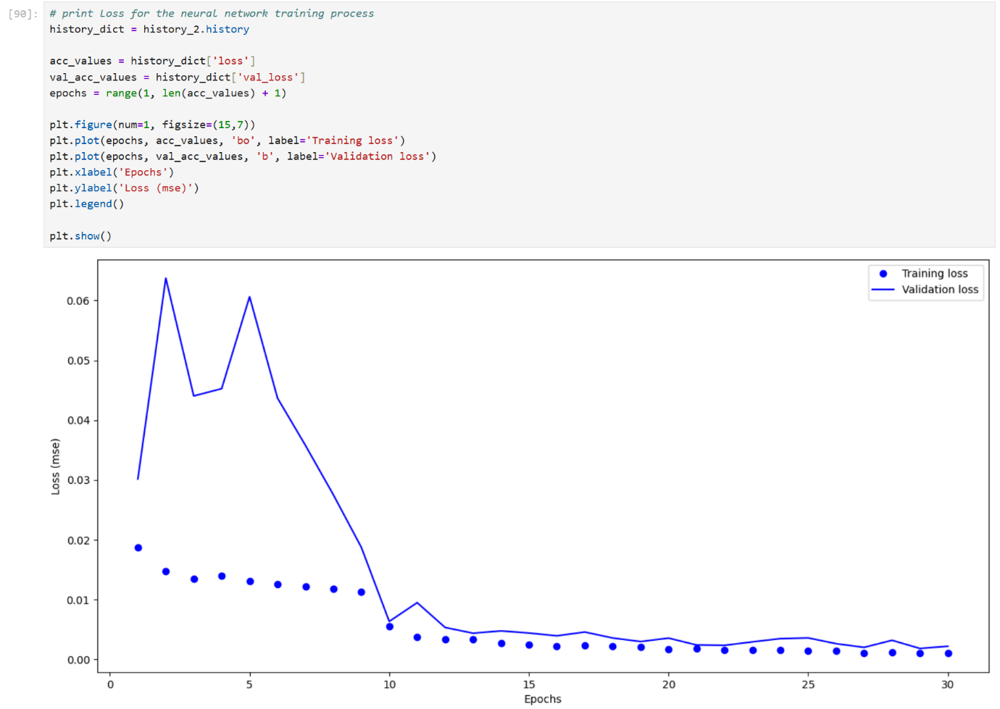 [90]:
# print Loss for the neural network training process
history_dict = history_2.history
acc_values = history_dict['loss']
val_acc_values = history_dict['val_loss']
epochs = range(1, len(acc_values) + 1)
plt.figure(num=1, figsize=(15,7))
plt.plot(epochs, acc_values, 'bo', label='Training loss')
plt.plot(epochs, val_acc_values, 'b', label='Validation loss')
plt.xlabel('Epochs')
plt.ylabel('Loss (mse)')
plt.legend()
plt.show()
Training loss
Validation loss
0.06
0.05
0.04
0.03
0.02
0.01
0.00
Loss (mse)
0 5 10 15 20 25 30
Epochs